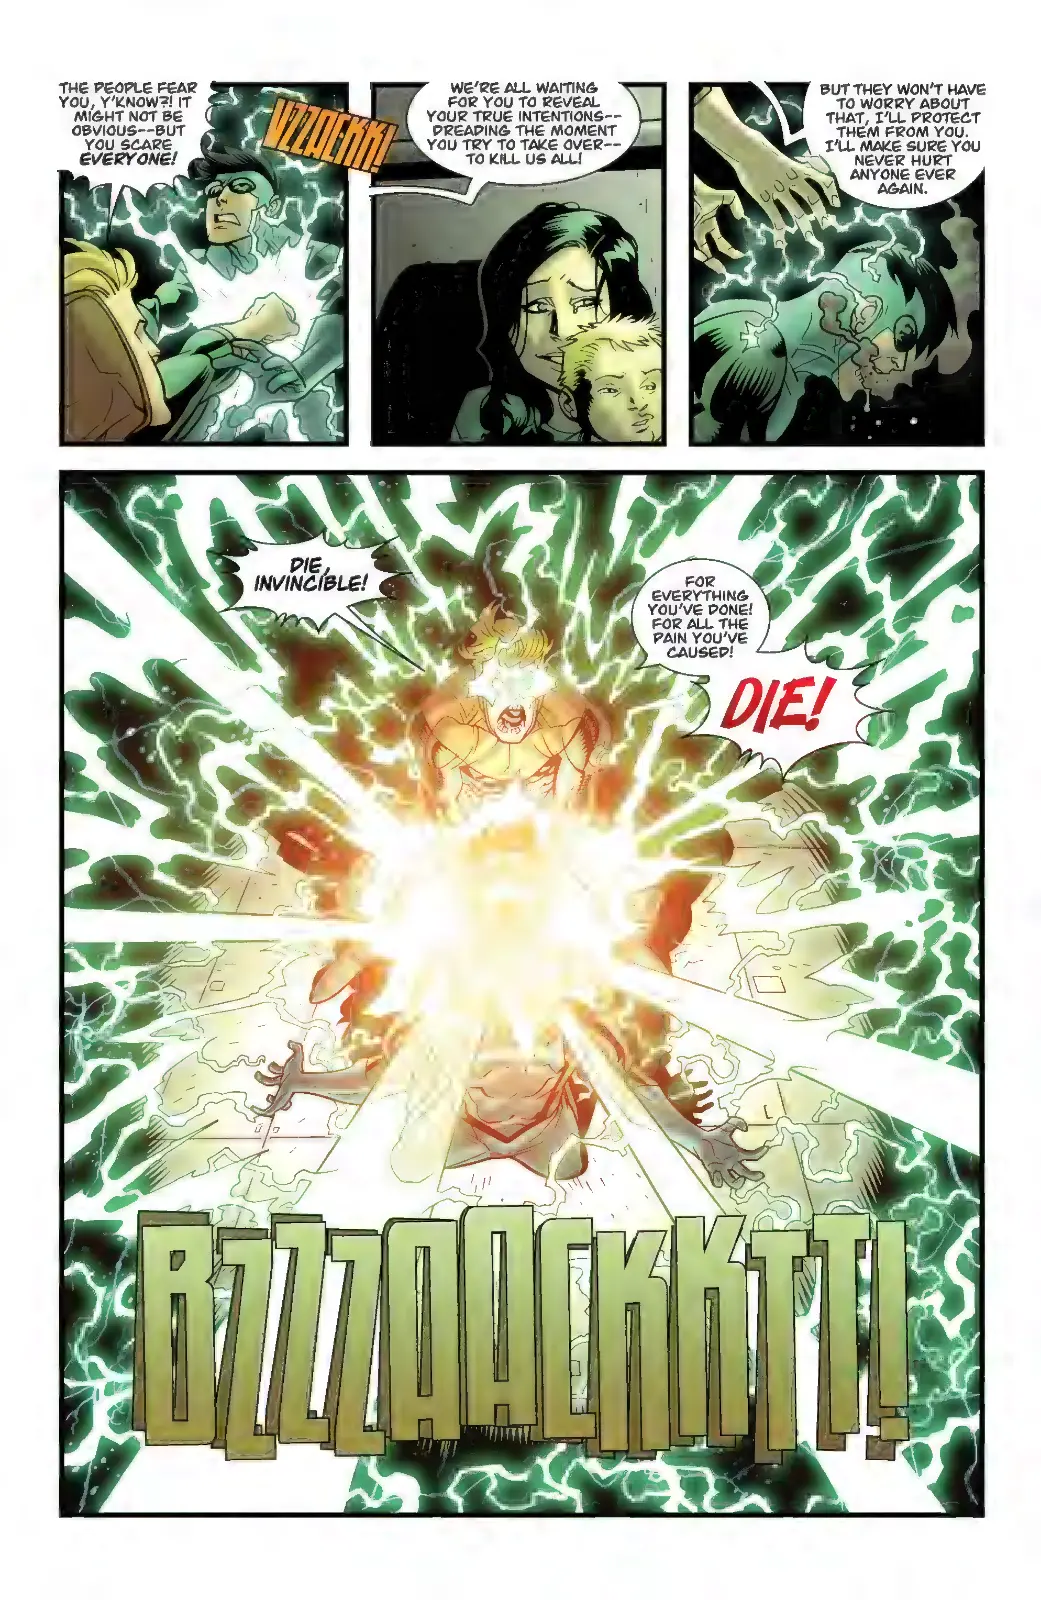 THE PEOPLE FEAR
YOU, Y'KNOW?! IT
MIGHT NOT BE
OBVIOUS--BUT
YOU SCARE
EVERYONE!
VZZAEKK!
WE'RE ALL WAITING
FOR YOU TO REVEAL
YOUR TRUE INTENTIONS--
DREADING THE MOMENT
YOU TRY TO TAKE OVER--
TO KILL US ALL!
BUT THEY WON'T HAVE
TO WORRY ABOUT
THAT, I'LL PROTECT
THEM FROM YOU.
I'LL MAKE SURE YOU
NEVER HURT
ANYONE EVER
AGAIN.
DIE,
INVINCIBLE!
FOR
EVERYTHING
YOU'VE DONE!
FOR ALL THE
PAIN YOU'VE
CAUSED!
DIE!
BZZZAACKKTT!